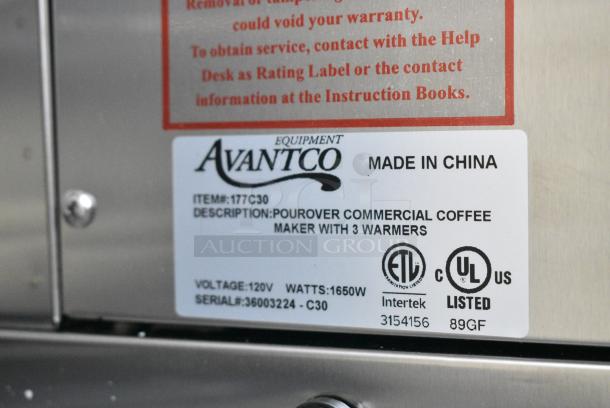 could void your warranty.
To obtain service, contact with the Help
Desk as Rating Label or the contact
information at the Instruction Books.
EQUIPMENT
AVANTCO
MADE IN CHINA
ITEM#:177C30
DESCRIPTION:POUROVER COMMERCIAL COFFEE
MAKER WITH 3 WARMERS
AUCTION GROUP
VOLTAGE:120V WATTS:1650W
SERIAL#:36003224 - C30
ETL
Intertek
3154156
C UL US
LISTED
89GF